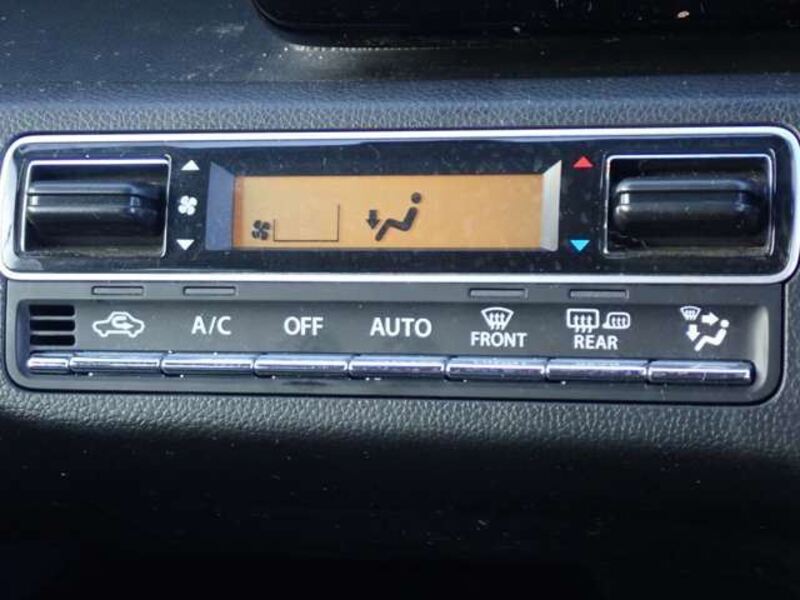 A/C OFF AUTO FRONT REAR